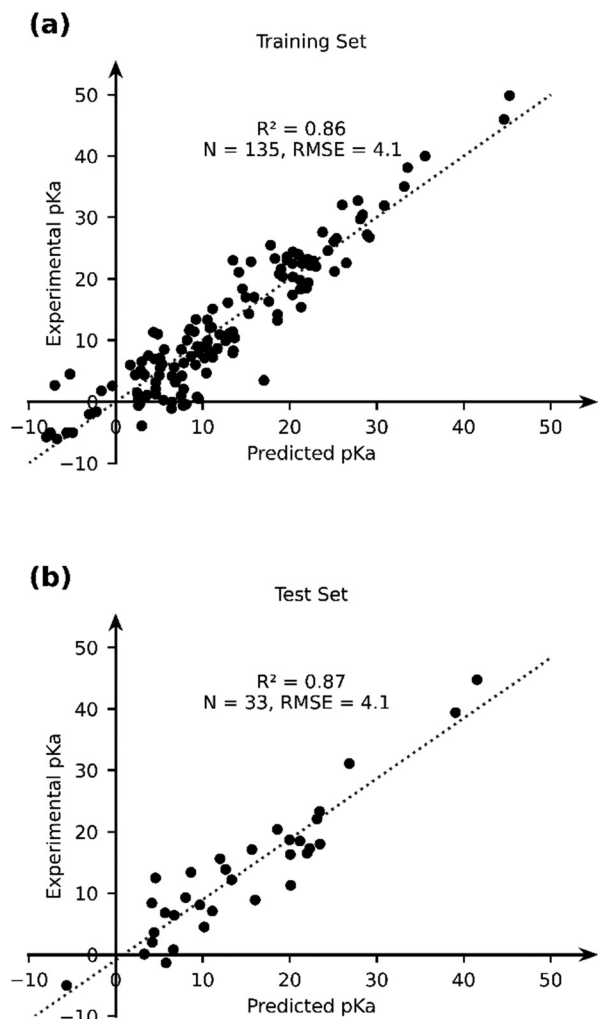 (a)
Training Set
R² = 0.86
N = 135, RMSE = 4.1
Experimental pKa
50
40
30
20
10
0
−10
−10 0 10 20 30 40 50
Predicted pKa
(b)
Test Set
R² = 0.87
N = 33, RMSE = 4.1
Experimental pKa
50
40
30
20
10
0
−10
−10 0 10 20 30 40 50
Predicted pKa